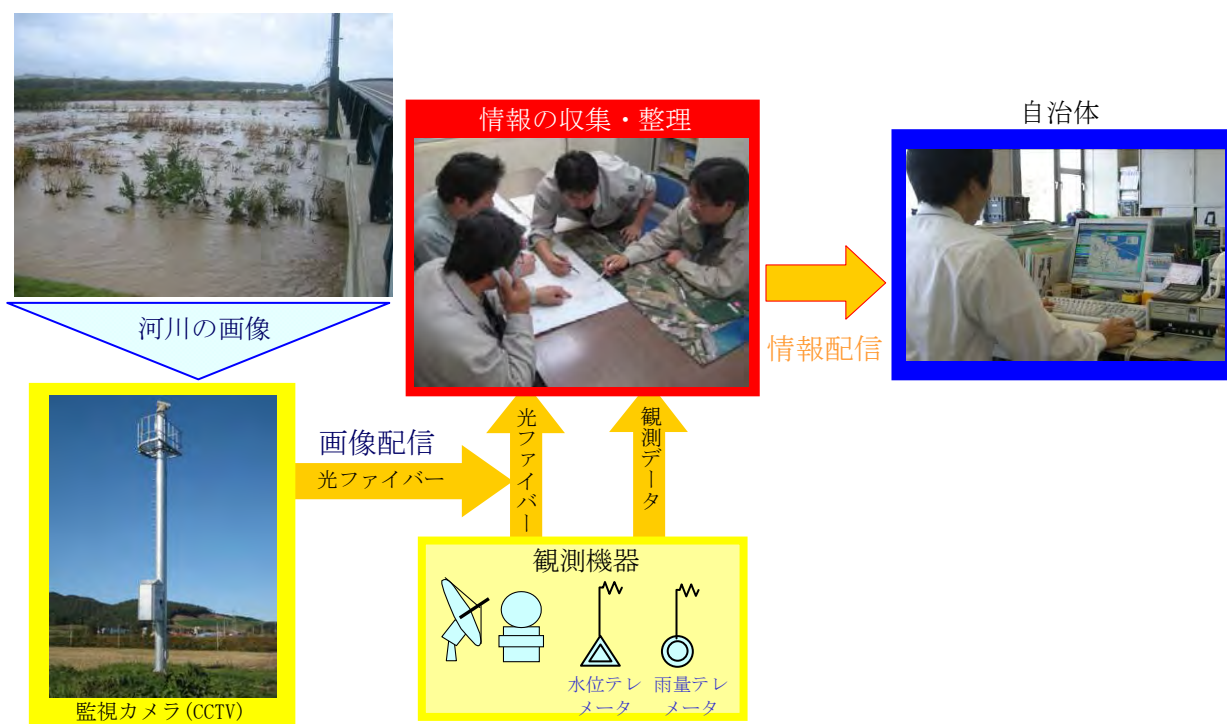 情報の収集・整理
自治体
河川の画像
情報配信
画像配信
光ファイバー
光ファイバー
観測データ
観測機器
水位テレ
メータ
雨量テレ
メータ
監視カメラ(CCTV)